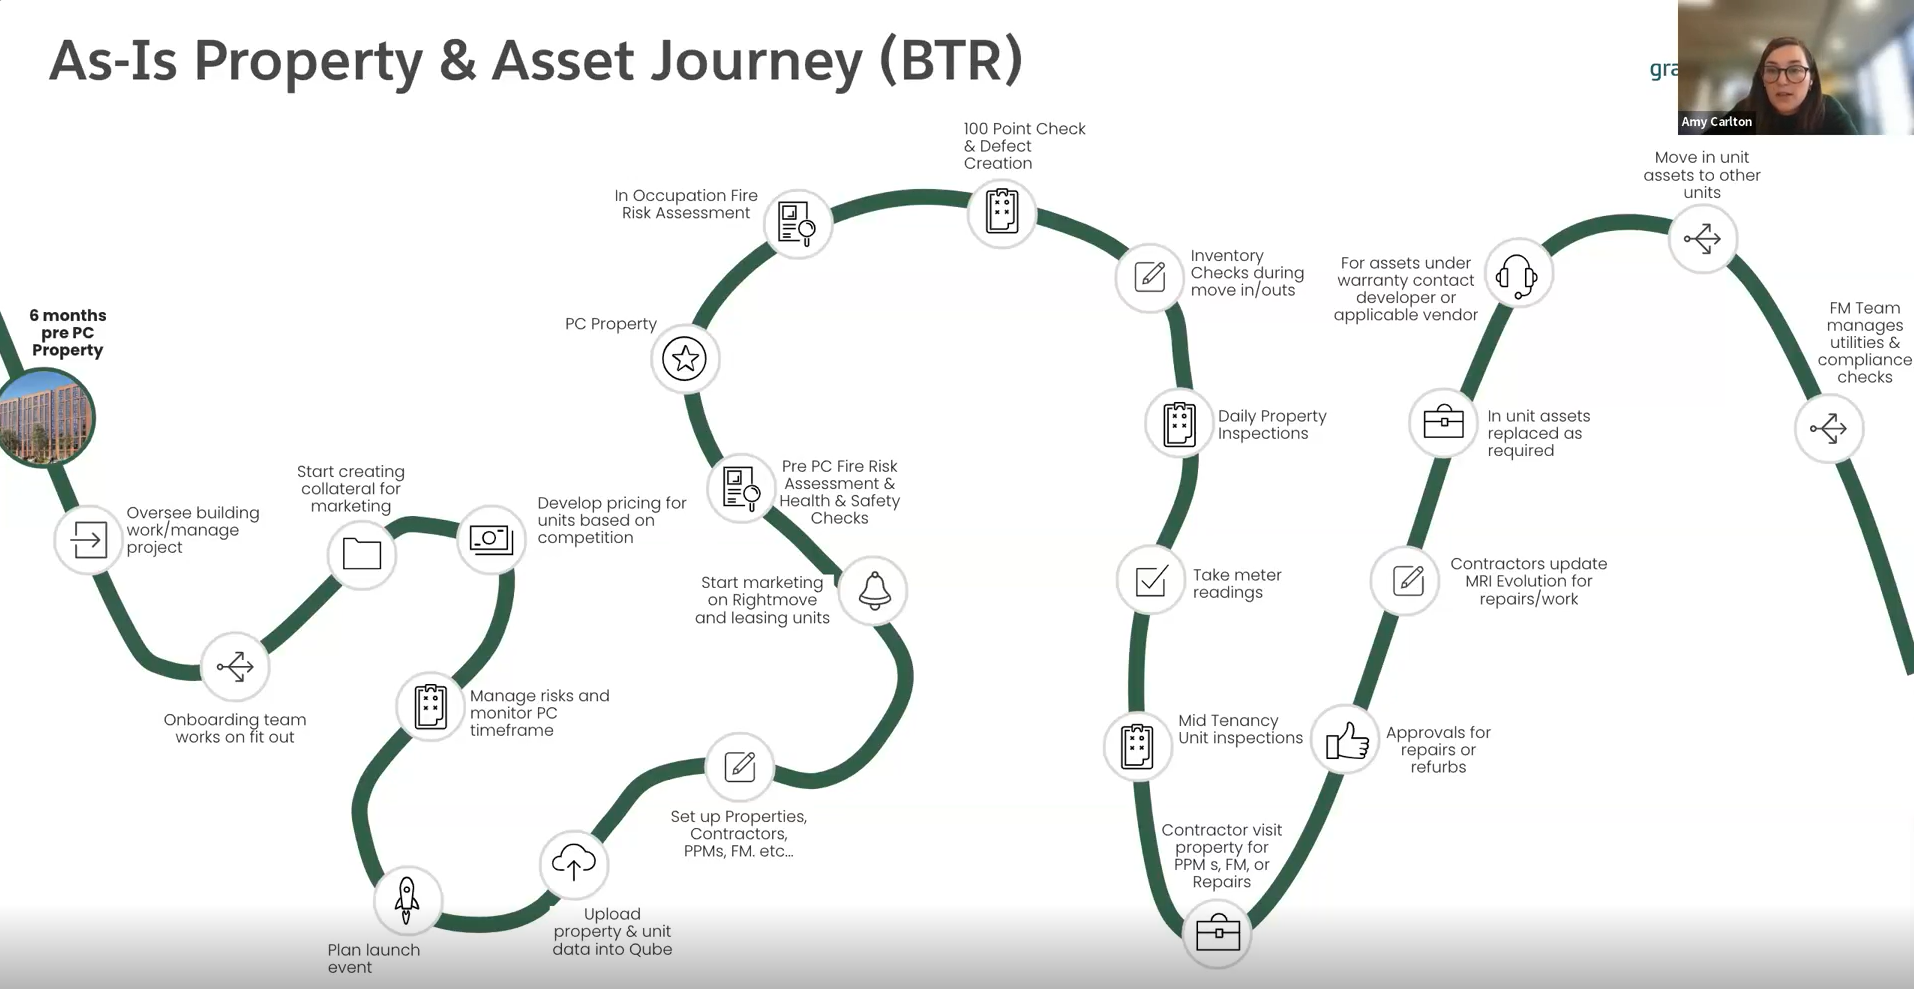 As-Is Property & Asset Journey (BTR)
gra
Amy Carlton
6 months
pre PC
Property
Oversee building
work/manage
project
Onboarding team
works on fit out
Start creating
collateral for
marketing
Develop pricing for
units based on
competition
Manage risks and
monitor PC
timeframe
Plan launch
event
Upload
property & unit
data into Qube
Set up Properties,
Contractors,
PPMs, FM. etc...
Start marketing
on Rightmove
and leasing units
Pre PC Fire Risk
Assessment &
Health & Safety
Checks
PC Property
In Occupation Fire
Risk Assessment
100 Point Check
& Defect
Creation
Inventory
Checks during
move in/outs
Daily Property
Inspections
Take meter
readings
Mid Tenancy
Unit inspections
Contractor visit
property for
PPM s, FM, or
Repairs
Approvals for
repairs or
refurbs
Contractors update
MRI Evolution for
repairs/work
In unit assets
replaced as
required
For assets under
warranty contact
developer or
applicable vendor
Move in unit
assets to other
units
FM Team
manages
utilities &
compliance
checks